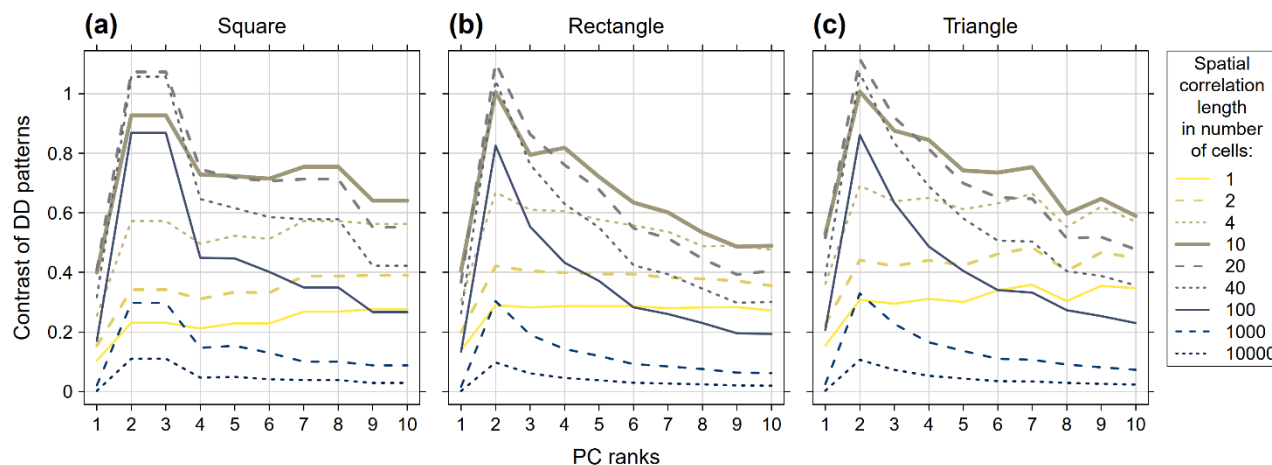 (a) Square
(b) Rectangle
(c) Triangle
Contrast of DD patterns
1
0.8
0.6
0.4
0.2
0
1 2 3 4 5 6 7 8 9 10
1 2 3 4 5 6 7 8 9 10
1 2 3 4 5 6 7 8 9 10
PC ranks
Spatial
correlation
length
in number
of cells:
1
2
4
10
20
40
100
1000
10000